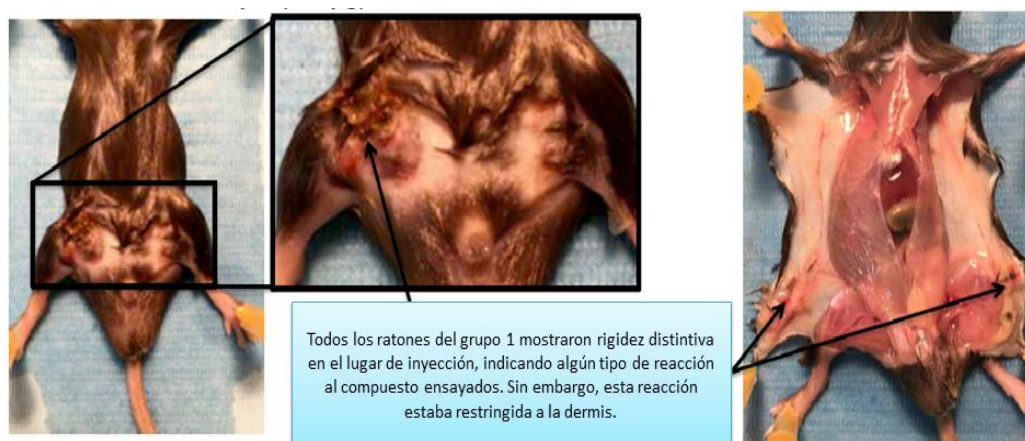 Todos los ratones del grupo 1 mostraron rigidez distintiva
en el lugar de inyección, indicando algún tipo de reacción
al compuesto ensayados. Sin embargo, esta reacción
estaba restringida a la dermis.